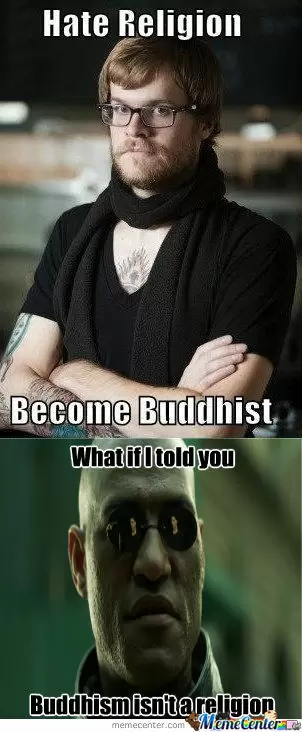 Hate Religion
Become Buddhist
What if I told you
Buddhism isn't a religion
memecenter.com
MemeCenter